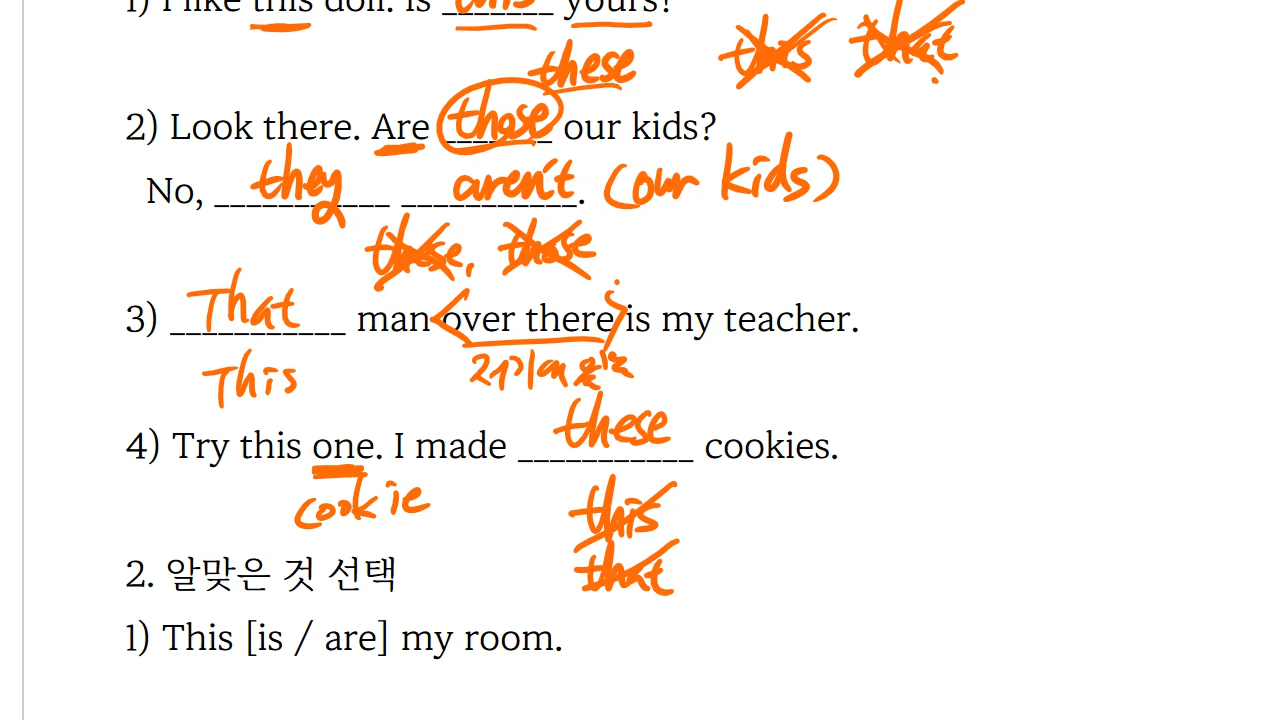 1) I like this doll. Is this yours?
these this that
2) Look there. Are those our kids?
No, they aren't. (our kids)
these, those
3) That man over there is my teacher.
This 저기에 있는
4) Try this one. I made these cookies.
cookie this
that
2. 알맞은 것 선택
1) This [is / are] my room.